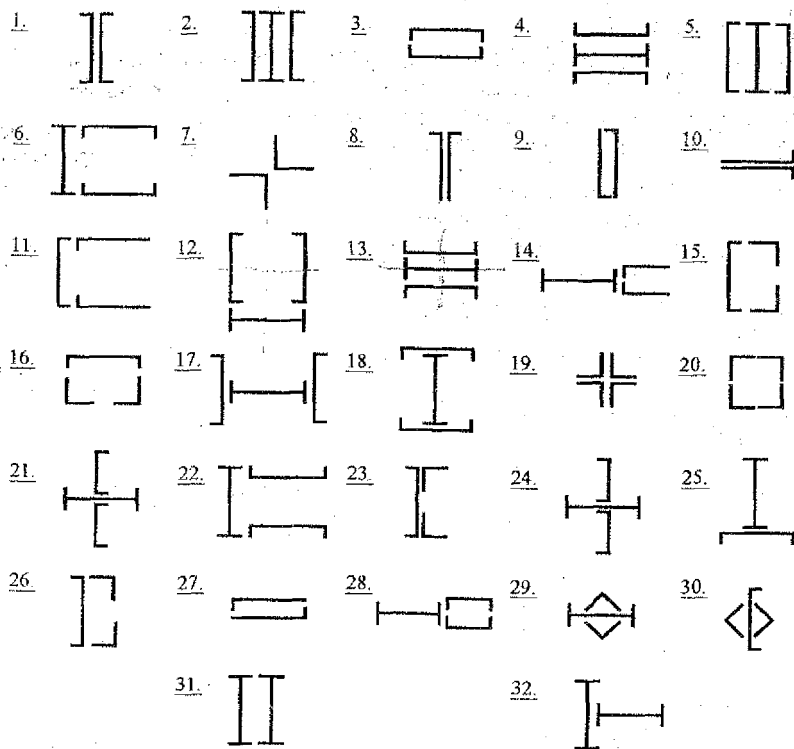 1. 2. 3. 4. 5.
6. 7. 8. 9. 10.
11. 12. 13. 14. 15.
16. 17. 18. 19. 20.
21. 22. 23. 24. 25.
26. 27. 28. 29. 30.
31. 32.